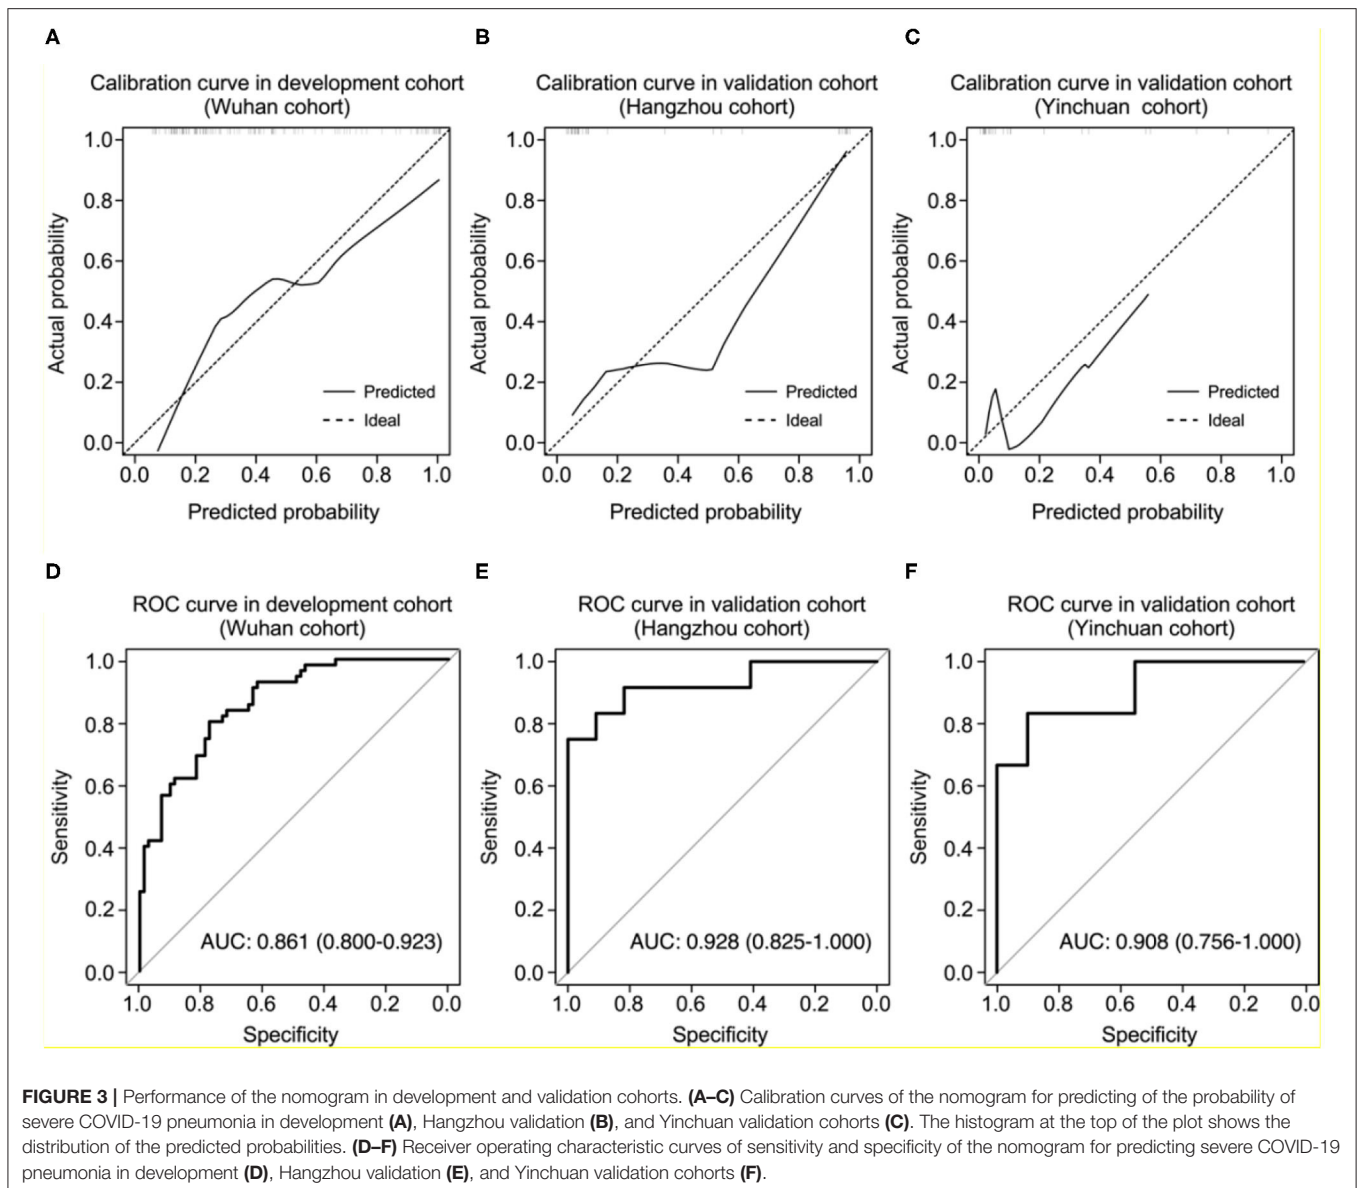 A
Calibration curve in development cohort
(Wuhan cohort)
Actual probability
1.0
0.8
0.6
0.4
0.2
0.0
Predicted
Ideal
0.0 0.2 0.4 0.6 0.8 1.0
Predicted probability
B
Calibration curve in validation cohort
(Hangzhou cohort)
Actual probability
1.0
0.8
0.6
0.4
0.2
0.0
Predicted
Ideal
0.0 0.2 0.4 0.6 0.8 1.0
Predicted probability
C
Calibration curve in validation cohort
(Yinchuan cohort)
Actual probability
1.0
0.8
0.6
0.4
0.2
0.0
Predicted
Ideal
0.0 0.2 0.4 0.6 0.8 1.0
Predicted probability
D
ROC curve in development cohort
(Wuhan cohort)
Sensitivity
1.0
0.8
0.6
0.4
0.2
0.0
AUC: 0.861 (0.800-0.923)
1.0 0.8 0.6 0.4 0.2 0.0
Specificity
E
ROC curve in validation cohort
(Hangzhou cohort)
Sensitivity
1.0
0.8
0.6
0.4
0.2
0.0
AUC: 0.928 (0.825-1.000)
1.0 0.8 0.6 0.4 0.2 0.0
Specificity
F
ROC curve in validation cohort
(Yinchuan cohort)
Sensitivity
1.0
0.8
0.6
0.4
0.2
0.0
AUC: 0.908 (0.756-1.000)
1.0 0.8 0.6 0.4 0.2 0.0
Specificity
FIGURE 3 | Performance of the nomogram in development and validation cohorts. (A–C) Calibration curves of the nomogram for predicting of the probability of
severe COVID-19 pneumonia in development (A), Hangzhou validation (B), and Yinchuan validation cohorts (C). The histogram at the top of the plot shows the
distribution of the predicted probabilities. (D–F) Receiver operating characteristic curves of sensitivity and specificity of the nomogram for predicting severe COVID-19
pneumonia in development (D), Hangzhou validation (E), and Yinchuan validation cohorts (F).